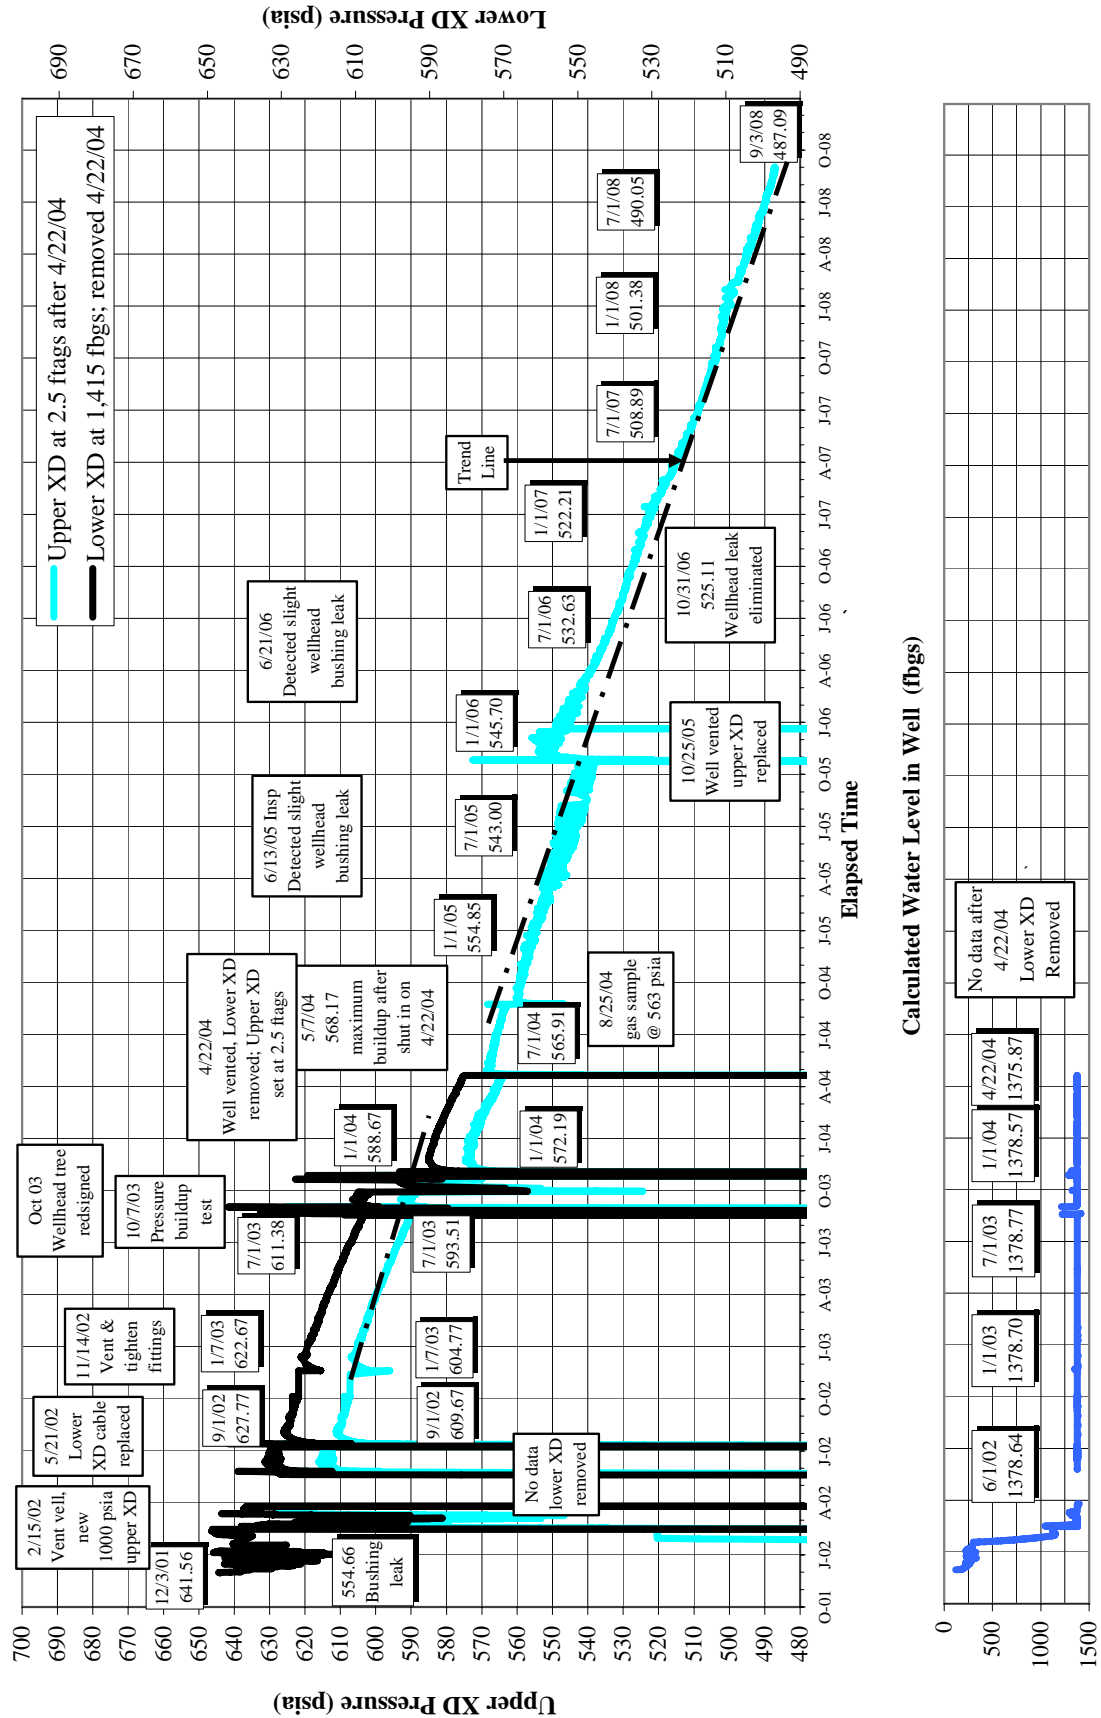 Lower XD Pressure (psia)
690
670
650
630
610
590
570
550
530
510
490
Upper XD at 2.5 ftags after 4/22/04
Lower XD at 1,415 fbgs; removed 4/22/04
Upper XD Pressure (psia)
700
690
680
670
660
650
640
630
620
610
600
590
580
570
560
550
540
530
520
510
500
490
480
2/15/02
Vent vell,
new
1000 psia
upper XD
5/21/02
Lower
XD cable
replaced
11/14/02
Vent &
tighten
fittings
Oct 03
Wellhead tree
redsigned
10/7/03
Pressure
buildup
test
4/22/04
Well vented, Lower XD
removed; Upper XD
set at 2.5 ftags
5/7/04
568.17
maximum
buildup after
shut in on
4/22/04
6/13/05 Insp
Detected slight
wellhead
bushing leak
6/21/06
Detected slight
wellhead
bushing leak
12/3/01
641.56
9/1/02
627.77
1/7/03
622.67
7/1/03
611.38
1/1/04
588.67
554.66
Bushing
leak
9/1/02
609.67
1/7/03
604.77
7/1/03
593.51
1/1/04
572.19
7/1/04
565.91
1/1/05
554.85
7/1/05
543.00
1/1/06
545.70
7/1/06
532.63
1/1/07
522.21
Trend
Line
7/1/07
508.89
1/1/08
501.38
7/1/08
490.05
9/3/08
487.09
No data
lower XD
removed
8/25/04
gas sample
@ 563 psia
10/25/05
Well vented
upper XD
replaced
10/31/06
525.11
Wellhead leak
eliminated
O-01
J-02
A-02
J-02
O-02
J-03
A-03
J-03
O-03
J-04
A-04
J-04
O-04
J-05
A-05
J-05
O-05
J-06
A-06
J-06
O-06
J-07
A-07
J-07
O-07
J-08
A-08
J-08
O-08
Elapsed Time
Calculated Water Level in Well (fbgs)
0
500
1000
1500
6/1/02
1378.64
1/1/03
1378.70
7/1/03
1378.77
1/1/04
1378.57
4/22/04
1375.87
No data after
4/22/04
Lower XD
Removed